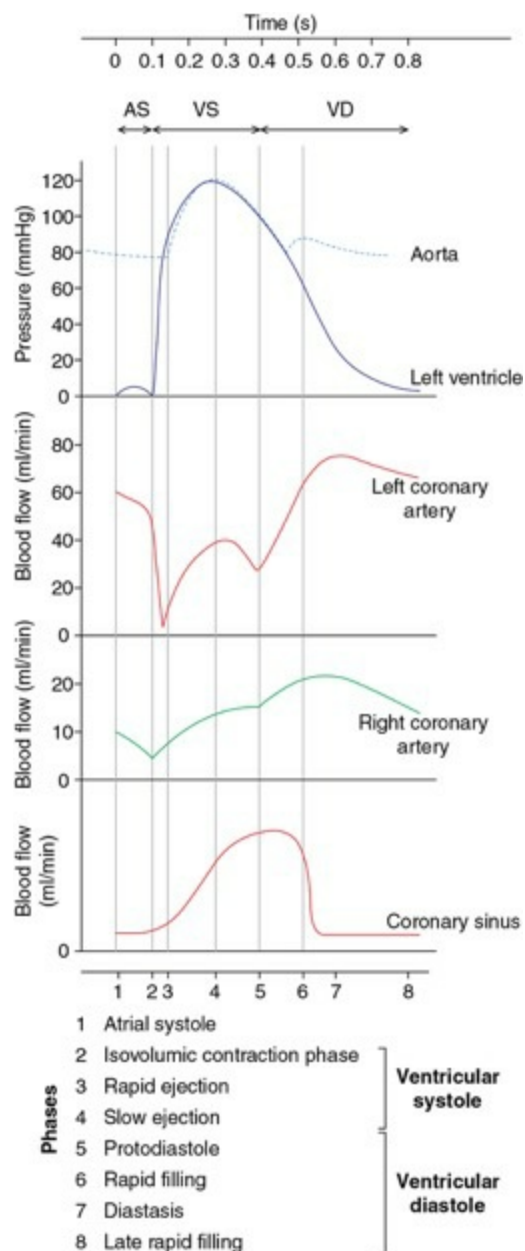 Time (s)
0 0.1 0.2 0.3 0.4 0.5 0.6 0.7 0.8
AS VS VD
Pressure (mmHg)
120
100
80
60
40
20
0
Aorta
Left ventricle
Blood flow (ml/min)
80
60
40
20
0
Left coronary
artery
Blood flow (ml/min)
20
10
0
Right coronary
artery
Blood flow
(ml/min)
0
Coronary sinus
1 2 3 4 5 6 7 8
Phases
1 Atrial systole
2 Isovolumic contraction phase
3 Rapid ejection
4 Slow ejection
5 Protodiastole
6 Rapid filling
7 Diastasis
8 Late rapid filling
Ventricular
systole
Ventricular
diastole